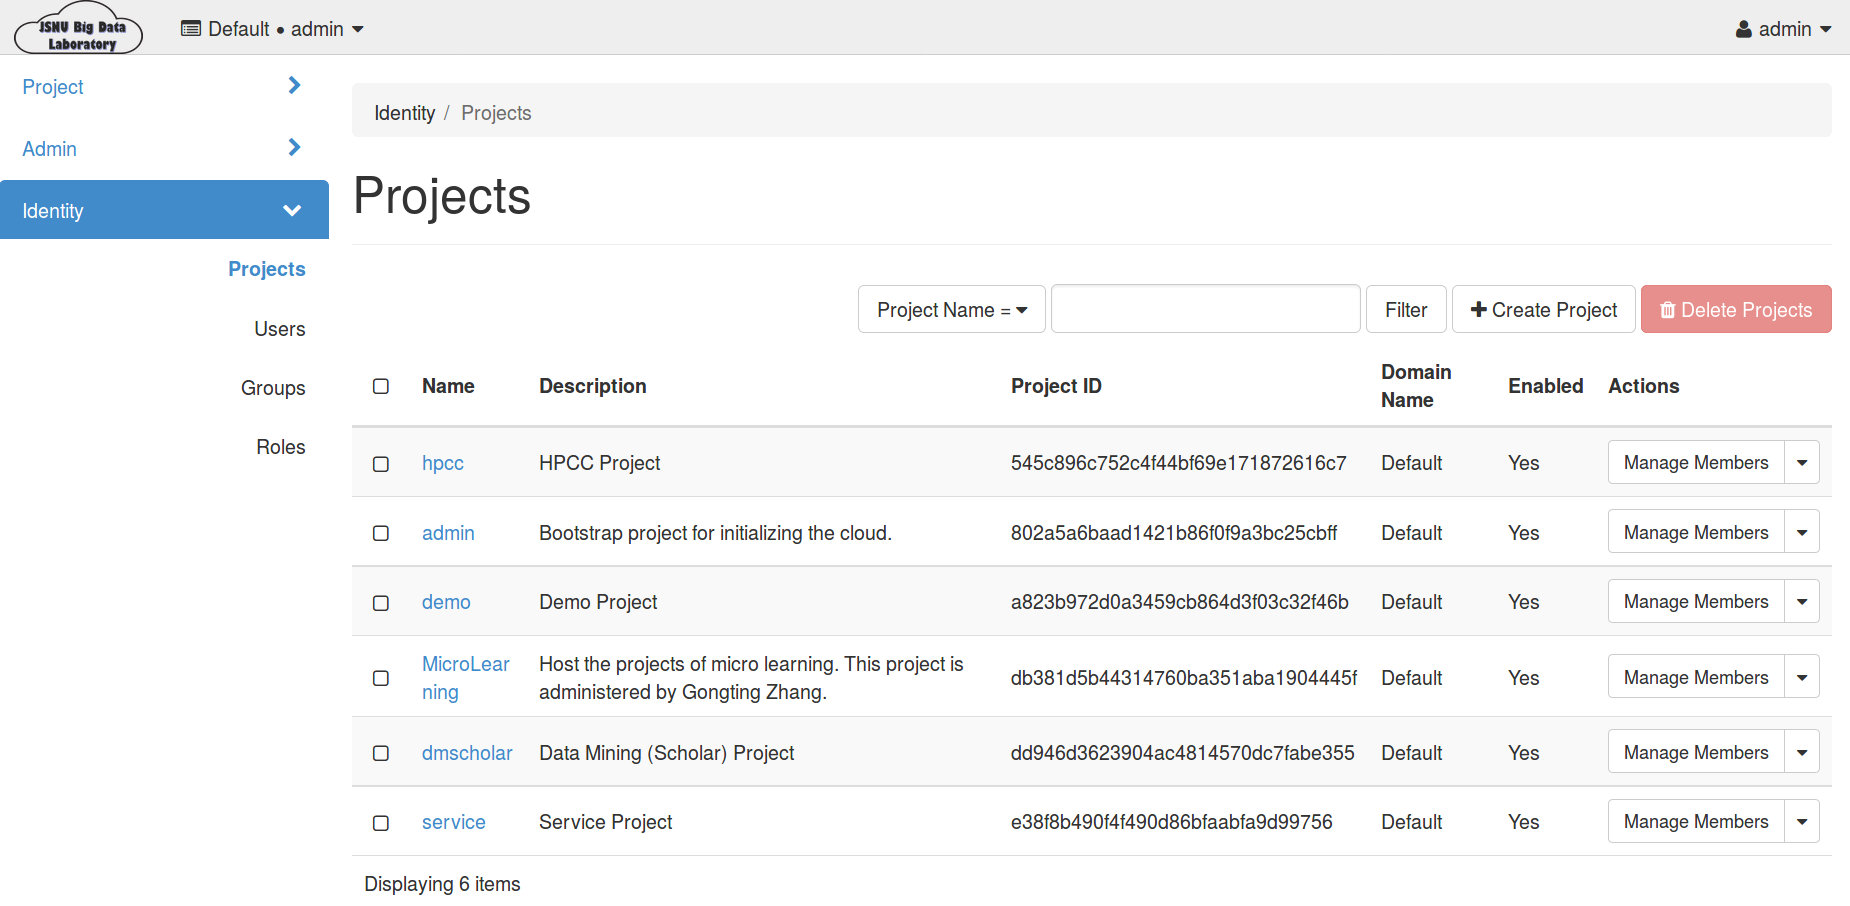 JSNU Big Data
Laboratory
Default • admin
admin
Project
Admin
Identity
Projects
Users
Groups
Roles
Identity / Projects
Projects
Project Name =
Filter
Create Project
Delete Projects
Name Description Project ID Domain Name Enabled Actions
hpcc HPCC Project 545c896c752c4f44bf69e171872616c7 Default Yes Manage Members
admin Bootstrap project for initializing the cloud. 802a5a6baad1421b86f0f9a3bc25cbff Default Yes Manage Members
demo Demo Project a823b972d0a3459cb864d3f03c32f46b Default Yes Manage Members
MicroLear
ning
Host the projects of micro learning. This project is
administered by Gongting Zhang.
db381d5b44314760ba351aba1904445f Default Yes Manage Members
dmscholar Data Mining (Scholar) Project dd946d3623904ac4814570dc7fabe355 Default Yes Manage Members
service Service Project e38f8b490f4f490d86bfaabfa9d99756 Default Yes Manage Members
Displaying 6 items